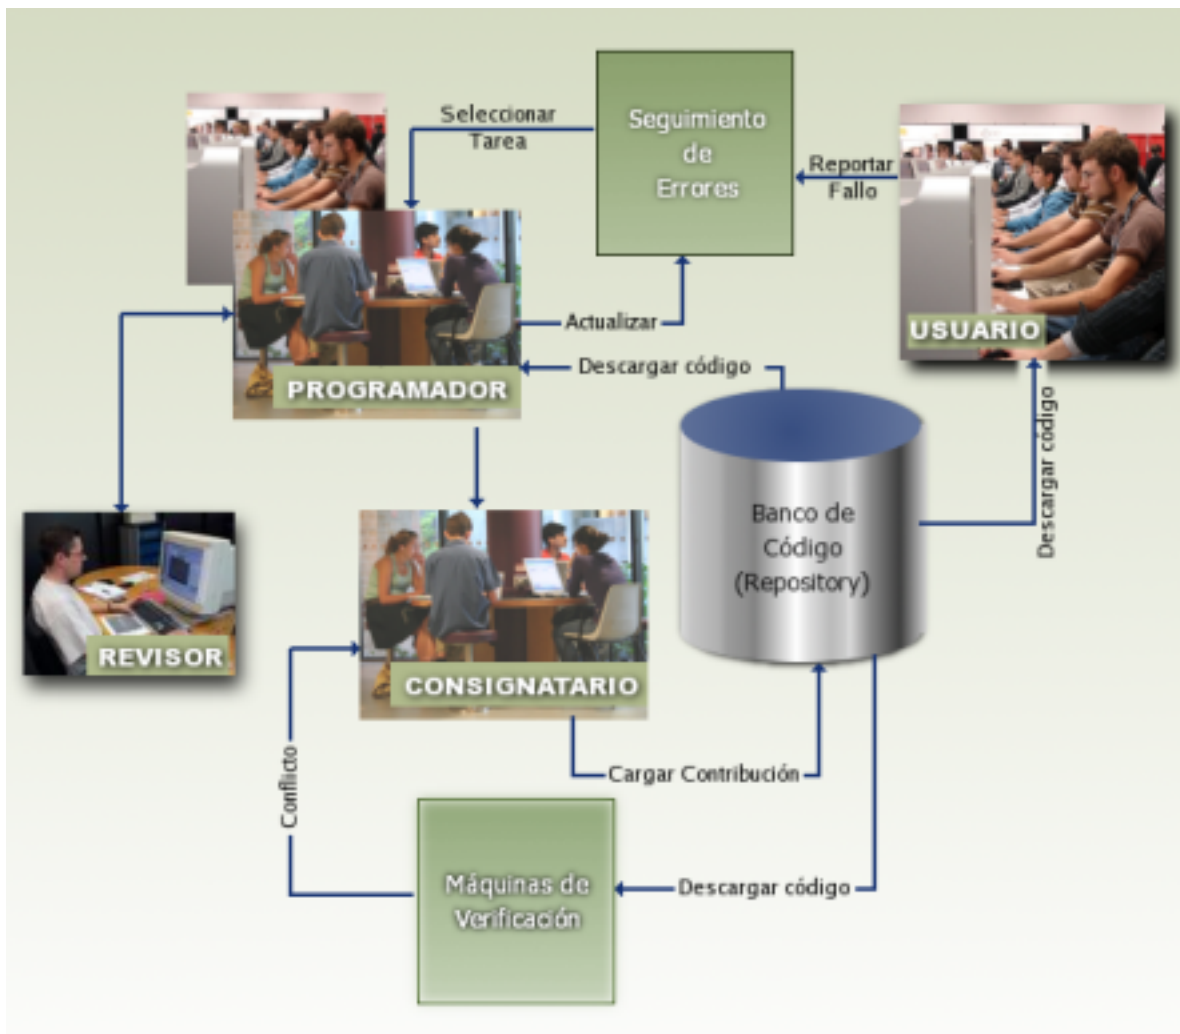 Seleccionar
Tarea
Seguimiento
de
Errores
Reportar
Fallo
USUARIO
Actualizar
Descargar código
PROGRAMADOR
Descargar código
Banco de
Código
(Repository)
REVISOR
CONSIGNATARIO
Conflicto
Cargar Contribución
Máquinas de
Verificación
Descargar código